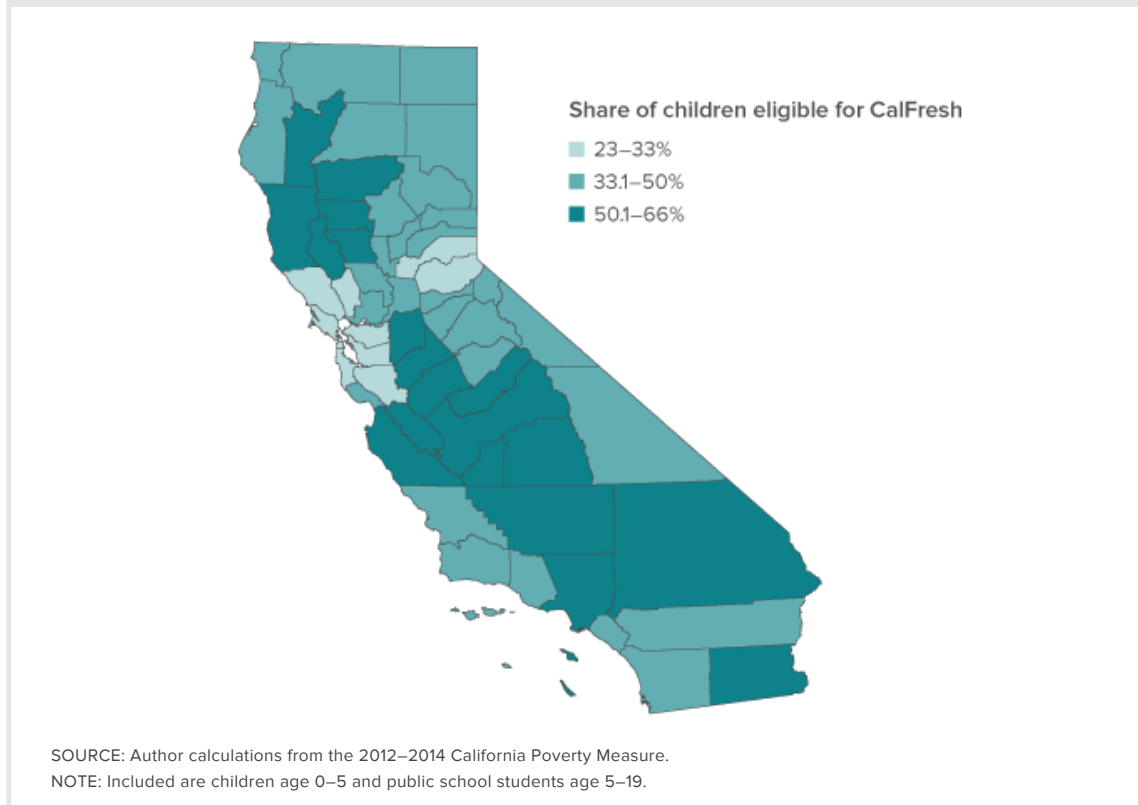 Share of children eligible for CalFresh
23–33%
33.1–50%
50.1–66%
SOURCE: Author calculations from the 2012–2014 California Poverty Measure.
NOTE: Included are children age 0–5 and public school students age 5–19.